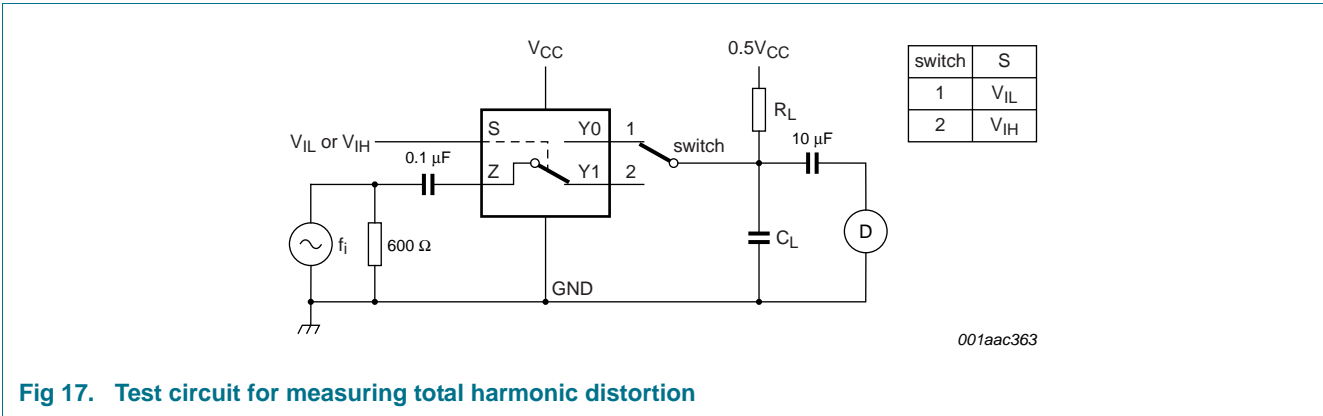 VCC
0.5VCC
switch S
1 VIL
2 VIH
RL
VIL or VIH
S
Y0
1
switch
10 μF
0.1 μF
Z
Y1
2
fi
600 Ω
CL
D
GND
001aac363
Fig 17. Test circuit for measuring total harmonic distortion